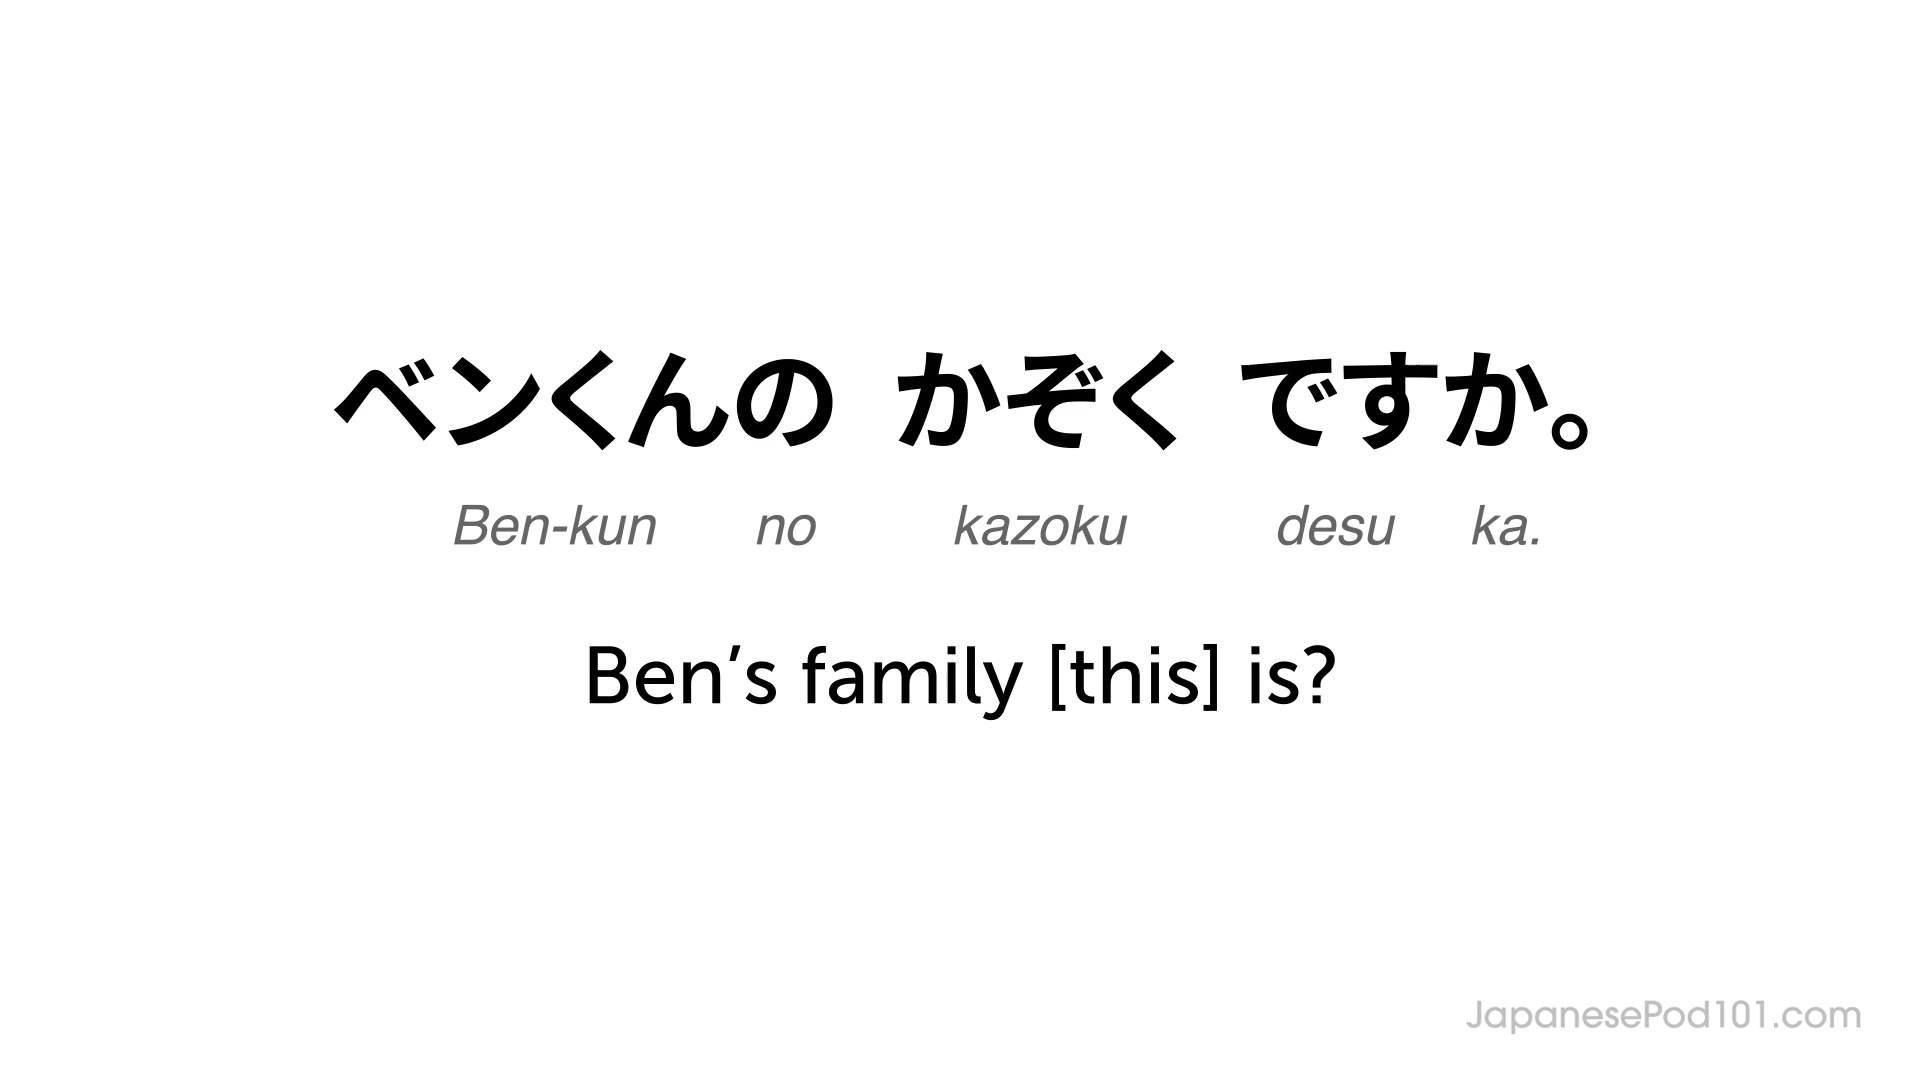 ベンくんの かぞく ですか。
Ben-kun no kazoku desu ka.
Ben’s family [this] is?
JapanesePod101.com